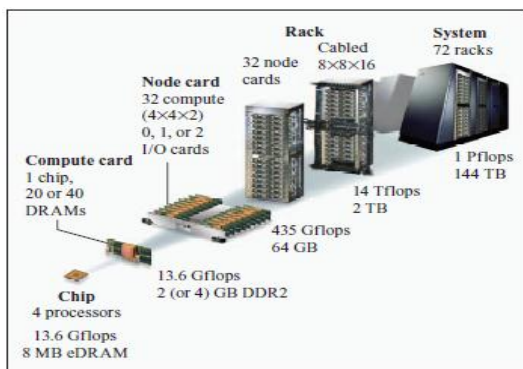 System
72 racks
Rack
Cabled
8×8×16
32 node
cards
Node card
32 compute
(4×4×2)
0, 1, or 2
I/O cards
Compute card
1 chip,
20 or 40
DRAMs
1 Pflops
144 TB
14 Tflops
2 TB
435 Gflops
64 GB
13.6 Gflops
2 (or 4) GB DDR2
Chip
4 processors
13.6 Gflops
8 MB eDRAM